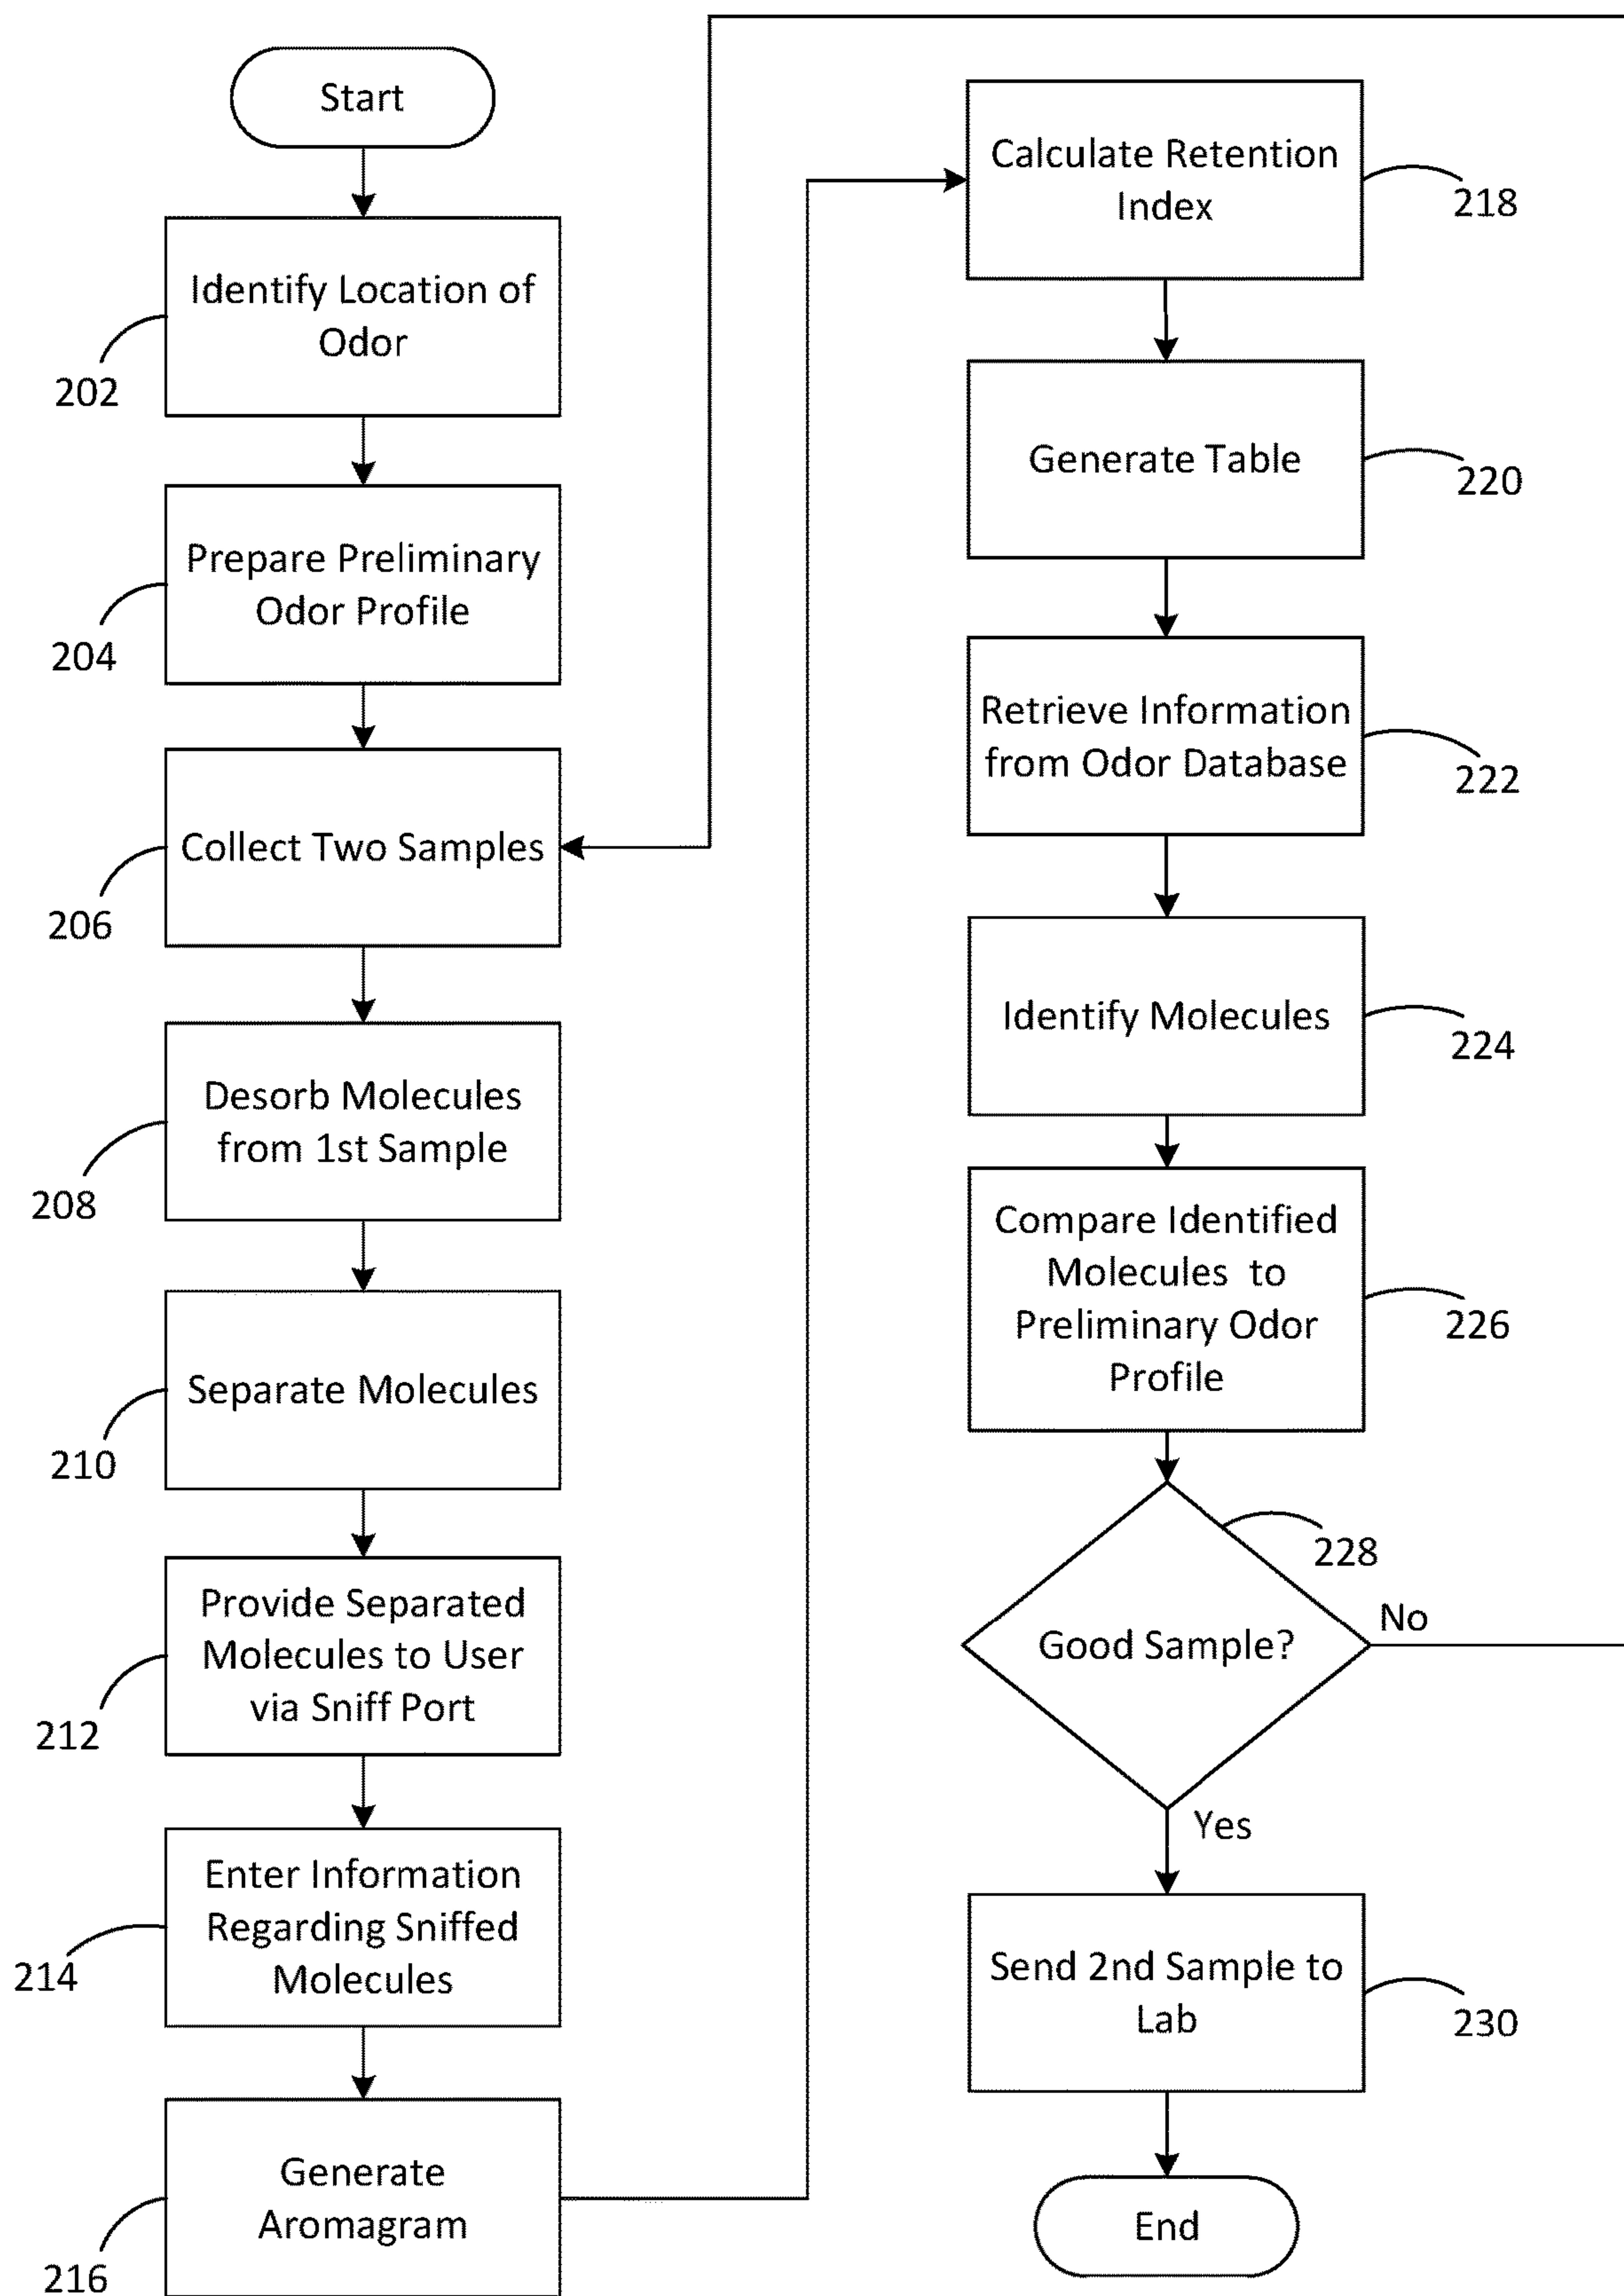 Start
Identify Location of
Odor
202
Prepare Preliminary
Odor Profile
204
Collect Two Samples
206
Desorb Molecules
from 1st Sample
208
Separate Molecules
210
Provide Separated
Molecules to User
via Sniff Port
212
Enter Information
Regarding Sniffed
Molecules
214
Generate
Aromagram
216
Calculate Retention
Index
218
Generate Table
220
Retrieve Information
from Odor Database
222
Identify Molecules
224
Compare Identified
Molecules to
Preliminary Odor
Profile
226
228
Good Sample?
No
Yes
Send 2nd Sample to
Lab
230
End